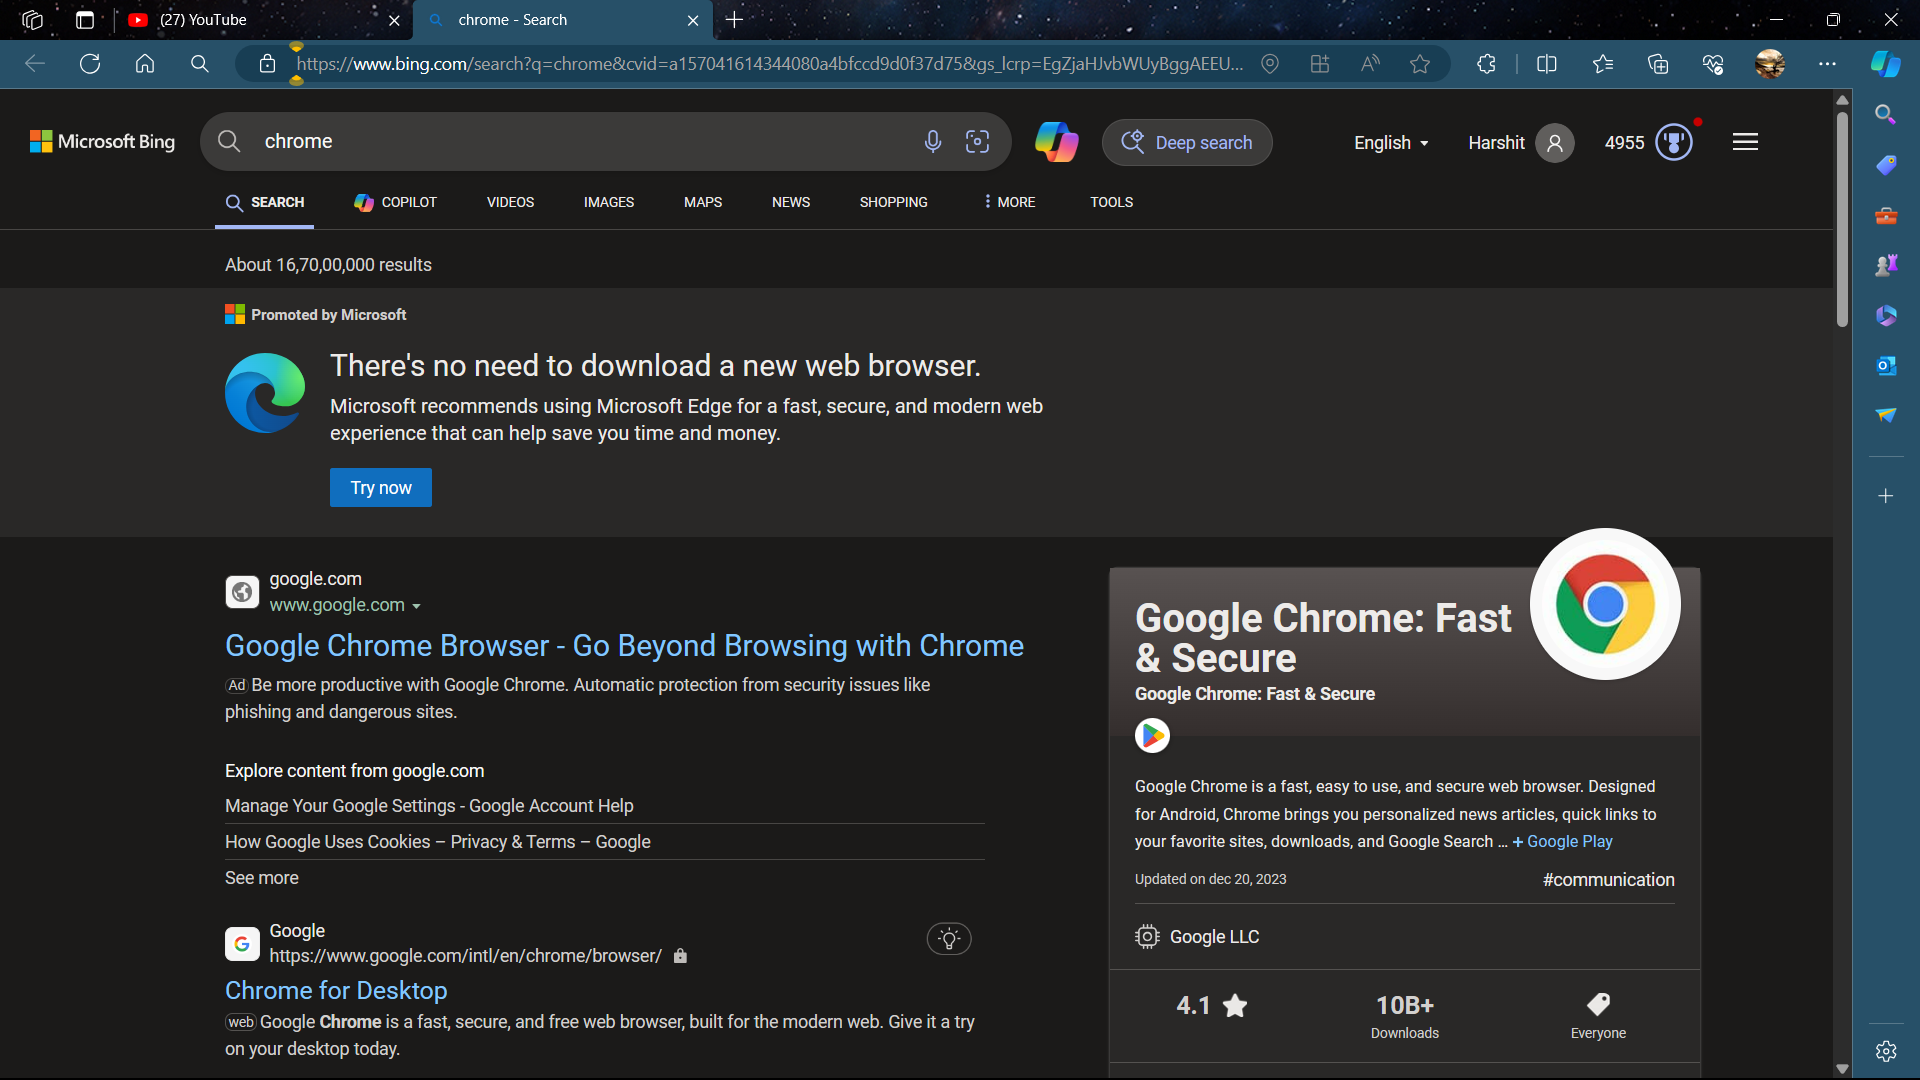 (27) YouTube
chrome - Search
https://www.bing.com/search?q=chrome&cvid=a157041614344080a4bfccd9d0f37d75&gs_lcrp=EgZjaHJvbWUyBggAEEU...
Microsoft Bing
chrome
Deep search
English
Harshit
4955
SEARCH
COPILOT
VIDEOS
IMAGES
MAPS
NEWS
SHOPPING
MORE
TOOLS
About 16,70,00,000 results
Promoted by Microsoft
There's no need to download a new web browser.
Microsoft recommends using Microsoft Edge for a fast, secure, and modern web
experience that can help save you time and money.
Try now
google.com
www.google.com
Google Chrome Browser - Go Beyond Browsing with Chrome
Ad Be more productive with Google Chrome. Automatic protection from security issues like
phishing and dangerous sites.
Explore content from google.com
Manage Your Google Settings - Google Account Help
How Google Uses Cookies – Privacy & Terms – Google
See more
Google
https://www.google.com/intl/en/chrome/browser/
Chrome for Desktop
web Google Chrome is a fast, secure, and free web browser, built for the modern web. Give it a try
on your desktop today.
Google Chrome: Fast
& Secure
Google Chrome: Fast & Secure
Google Chrome is a fast, easy to use, and secure web browser. Designed
for Android, Chrome brings you personalized news articles, quick links to
your favorite sites, downloads, and Google Search ... + Google Play
Updated on dec 20, 2023
#communication
Google LLC
4.1
10B+
Downloads
Everyone